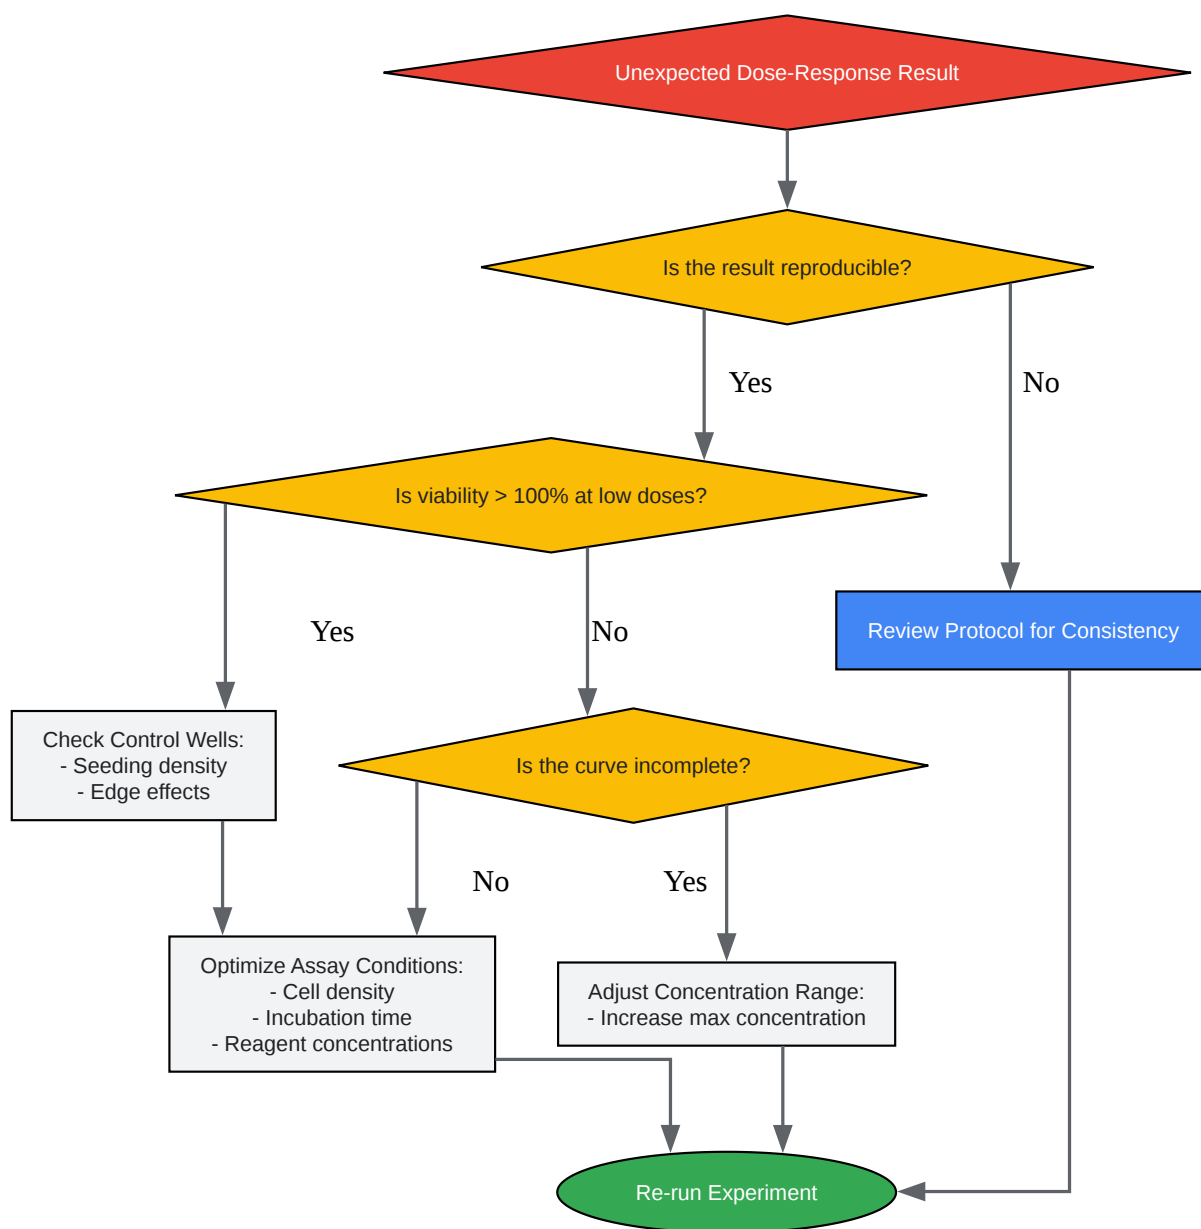 Unexpected Dose-Response Result
Is the result reproducible?
Yes
No
Is viability > 100% at low doses?
Review Protocol for Consistency
Yes
No
Check Control Wells:
- Seeding density
- Edge effects
Is the curve incomplete?
No
Yes
Optimize Assay Conditions:
- Cell density
- Incubation time
- Reagent concentrations
Adjust Concentration Range:
- Increase max concentration
Re-run Experiment